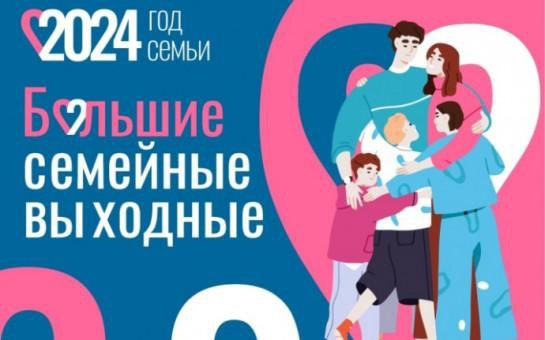 2024 год
семьи
Большие
семейные
выходные